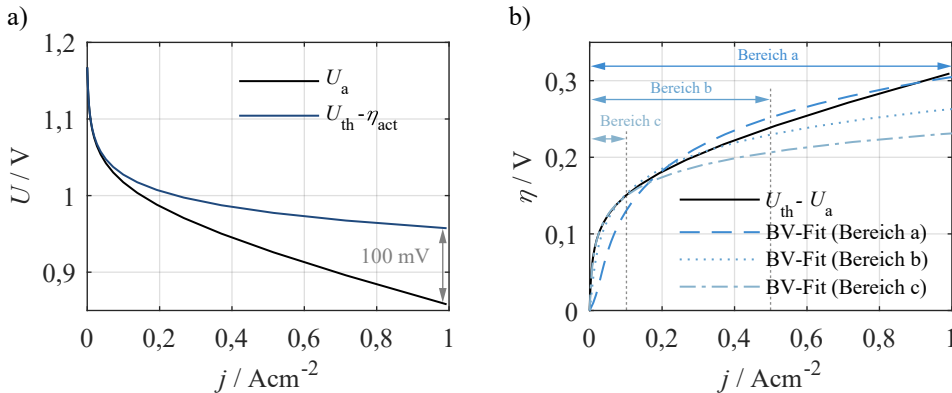 a)
1,2
1,1
1
0,9
U / V
U_a
U_th - η_act
100 mV
0
0,2
0,4
0,6
0,8
1
j / Acm^-2
b)
0,4
0,3
0,2
0,1
0
η / V
Bereich a
Bereich b
Bereich c
U_th - U_a
BV-Fit (Bereich a)
BV-Fit (Bereich b)
BV-Fit (Bereich c)
0
0,2
0,4
0,6
0,8
1
j / Acm^-2